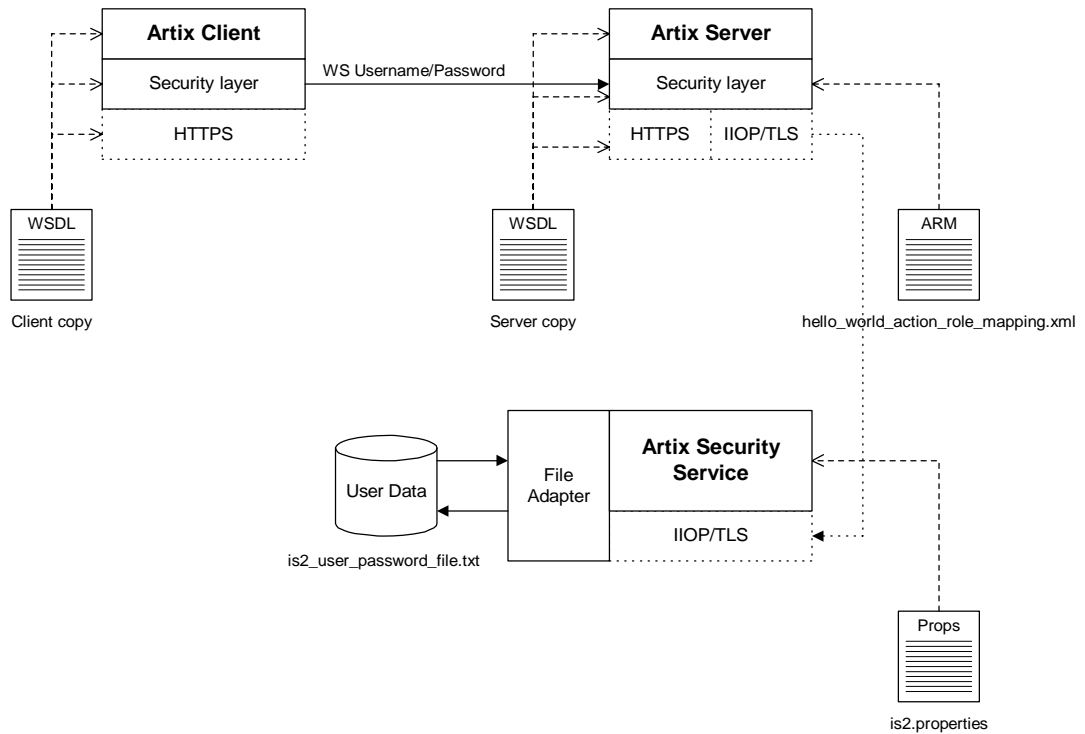 Artix Client
Security layer
HTTPS
WS Username/Password
Artix Server
Security layer
HTTPS
IIOP/TLS
WSDL
Client copy
WSDL
Server copy
ARM
hello_world_action_role_mapping.xml
User Data
is2_user_password_file.txt
File
Adapter
Artix Security
Service
IIOP/TLS
Props
is2.properties